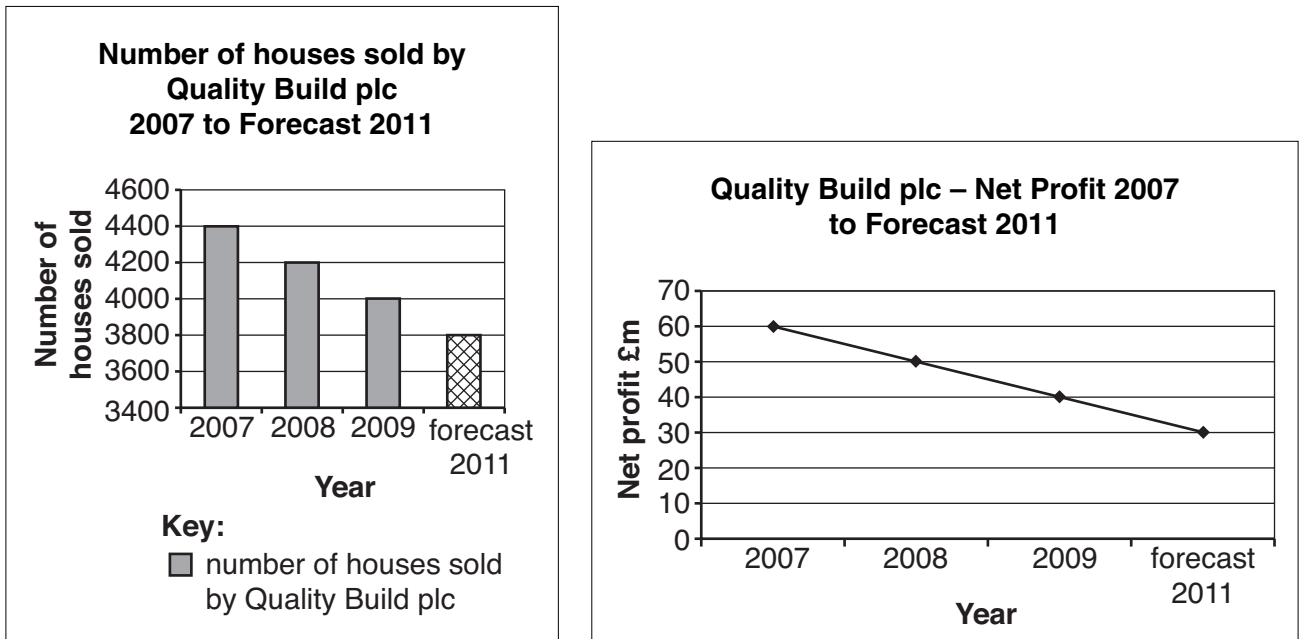 Number of houses sold by
Quality Build plc
2007 to Forecast 2011
4600
4400
4200
4000
3800
3600
3400
Number of
houses sold
2007 2008 2009 forecast
2011
Year
Key:
number of houses sold
by Quality Build plc
Quality Build plc – Net Profit 2007
to Forecast 2011
70
60
50
40
30
20
10
0
Net profit £m
2007 2008 2009 forecast
2011
Year